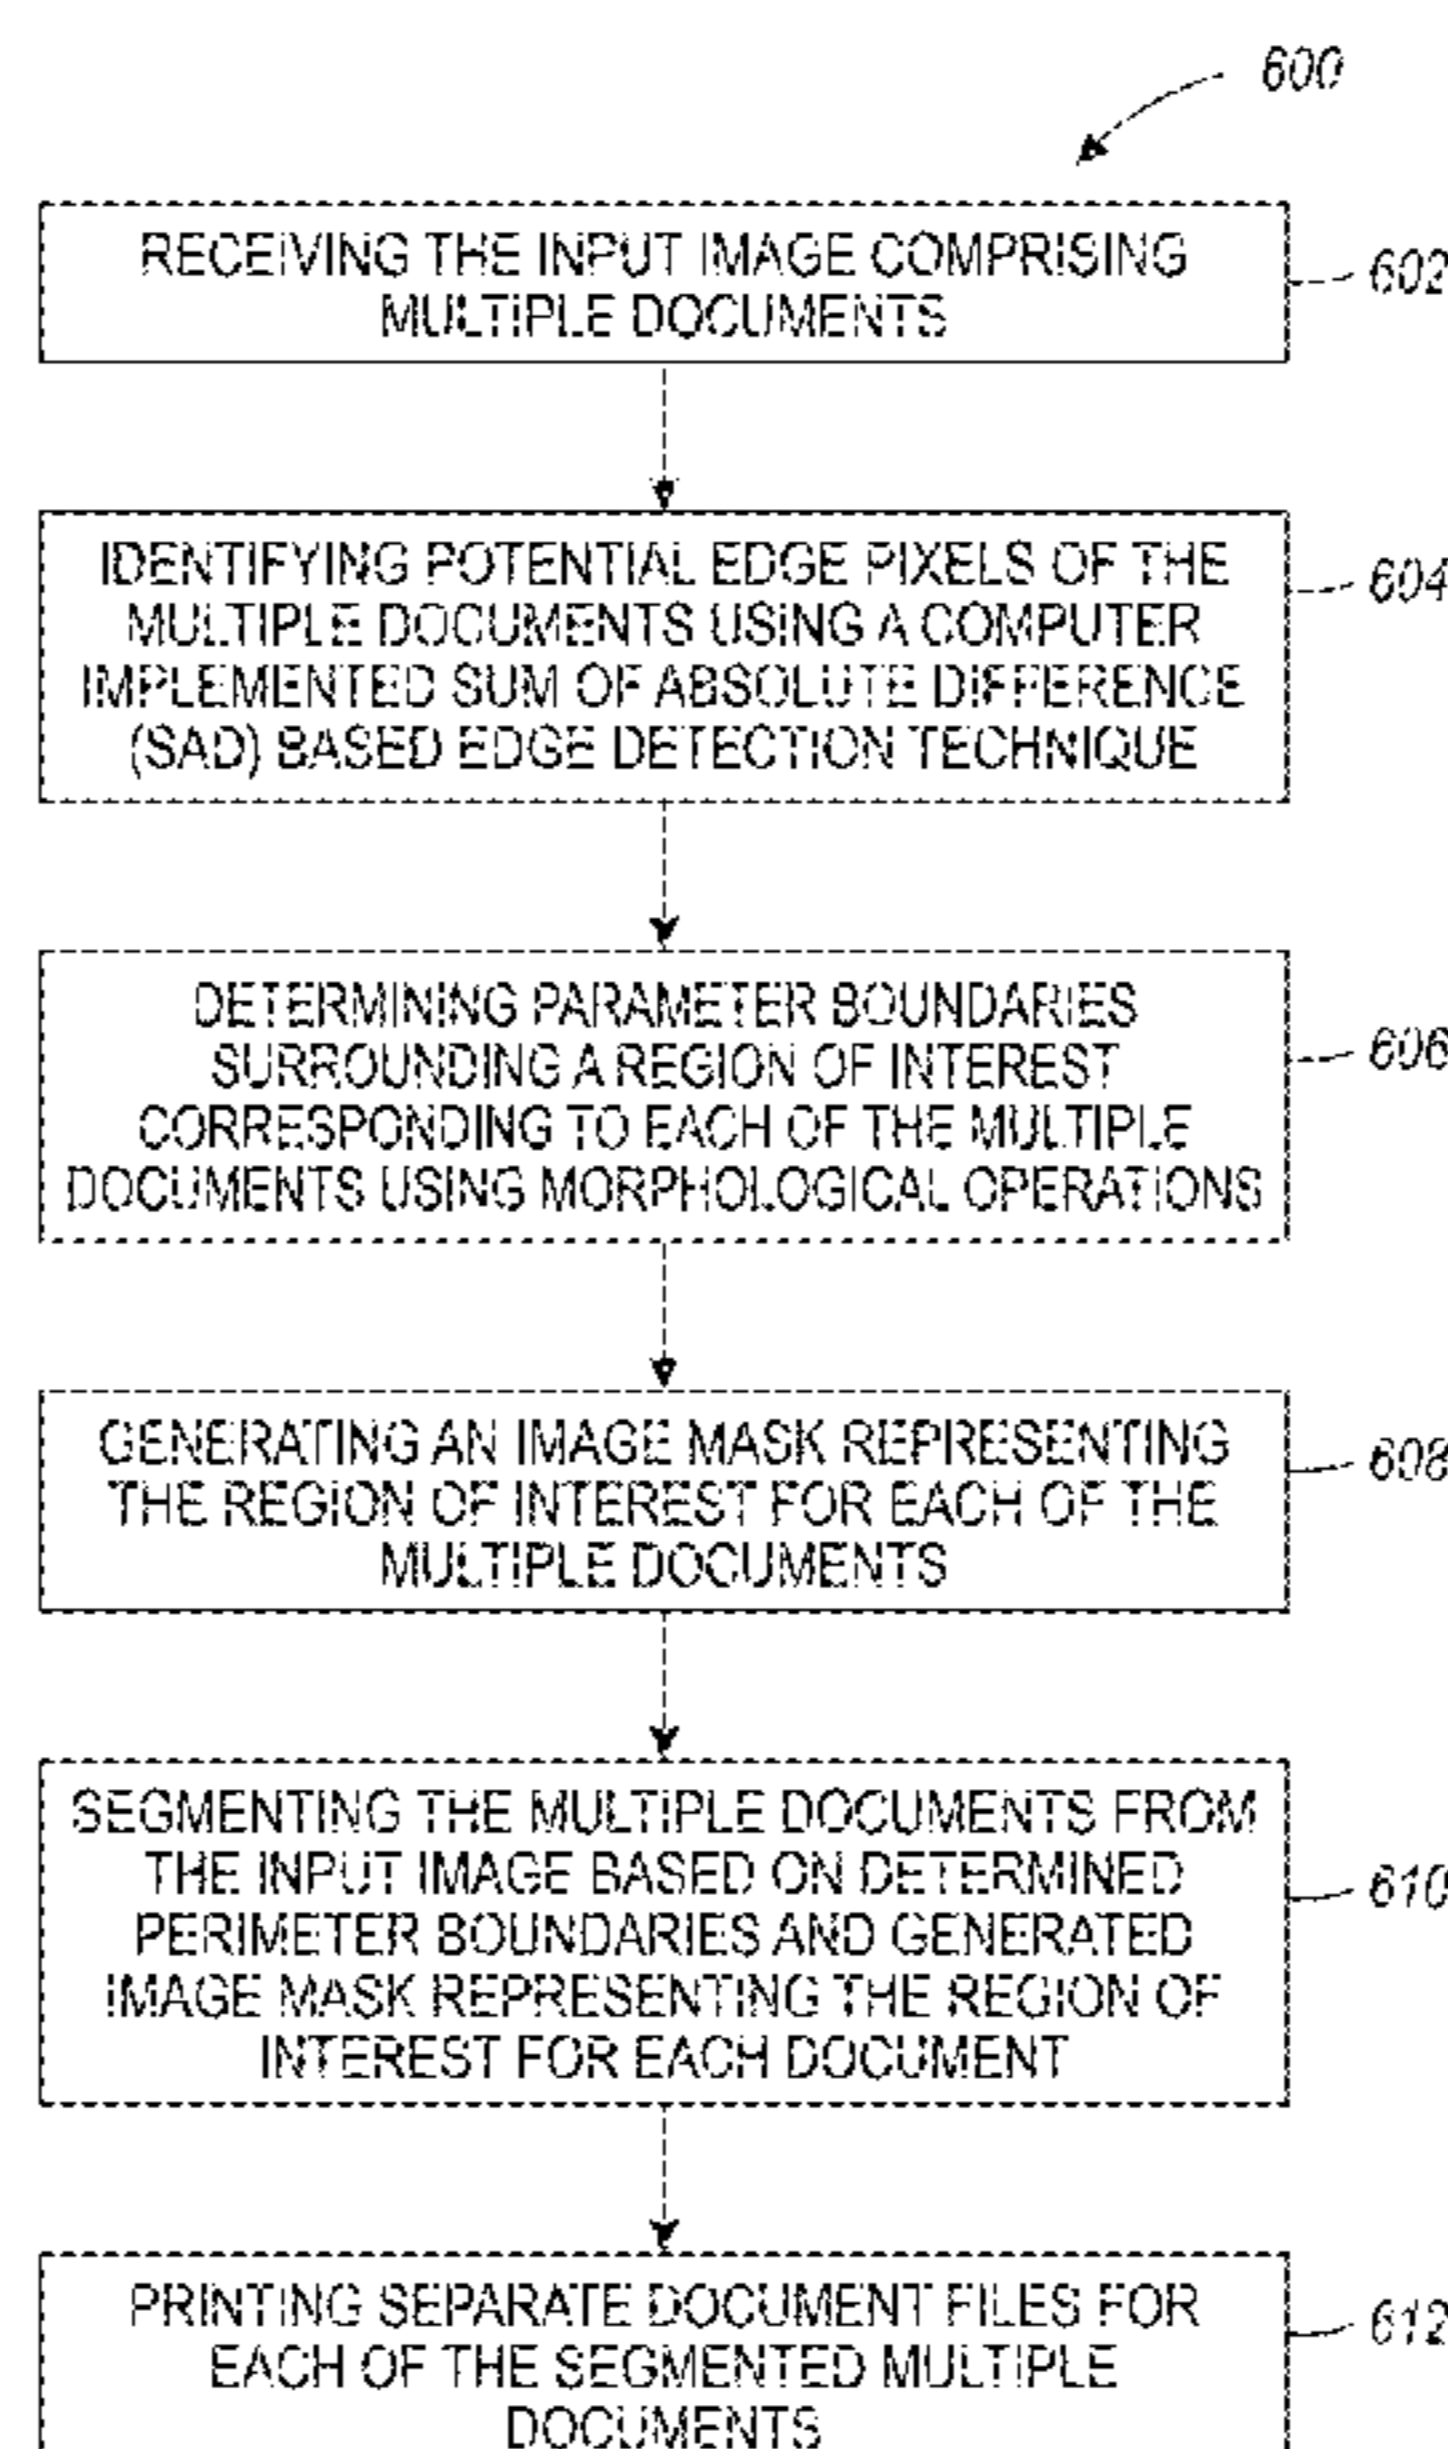 600
RECEIVING THE INPUT IMAGE COMPRISING
MULTIPLE DOCUMENTS
602
IDENTIFYING POTENTIAL EDGE PIXELS OF THE
MULTIPLE DOCUMENTS USING A COMPUTER
IMPLEMENTED SUM OF ABSOLUTE DIFFERENCE
(SAD) BASED EDGE DETECTION TECHNIQUE
604
DETERMINING PARAMETER BOUNDARIES
SURROUNDING A REGION OF INTEREST
CORRESPONDING TO EACH OF THE MULTIPLE
DOCUMENTS USING MORPHOLOGICAL OPERATIONS
606
GENERATING AN IMAGE MASK REPRESENTING
THE REGION OF INTEREST FOR EACH OF THE
MULTIPLE DOCUMENTS
608
SEGMENTING THE MULTIPLE DOCUMENTS FROM
THE INPUT IMAGE BASED ON DETERMINED
PERIMETER BOUNDARIES AND GENERATED
IMAGE MASK REPRESENTING THE REGION OF
INTEREST FOR EACH DOCUMENT
610
PRINTING SEPARATE DOCUMENT FILES FOR
EACH OF THE SEGMENTED MULTIPLE
DOCUMENTS
612